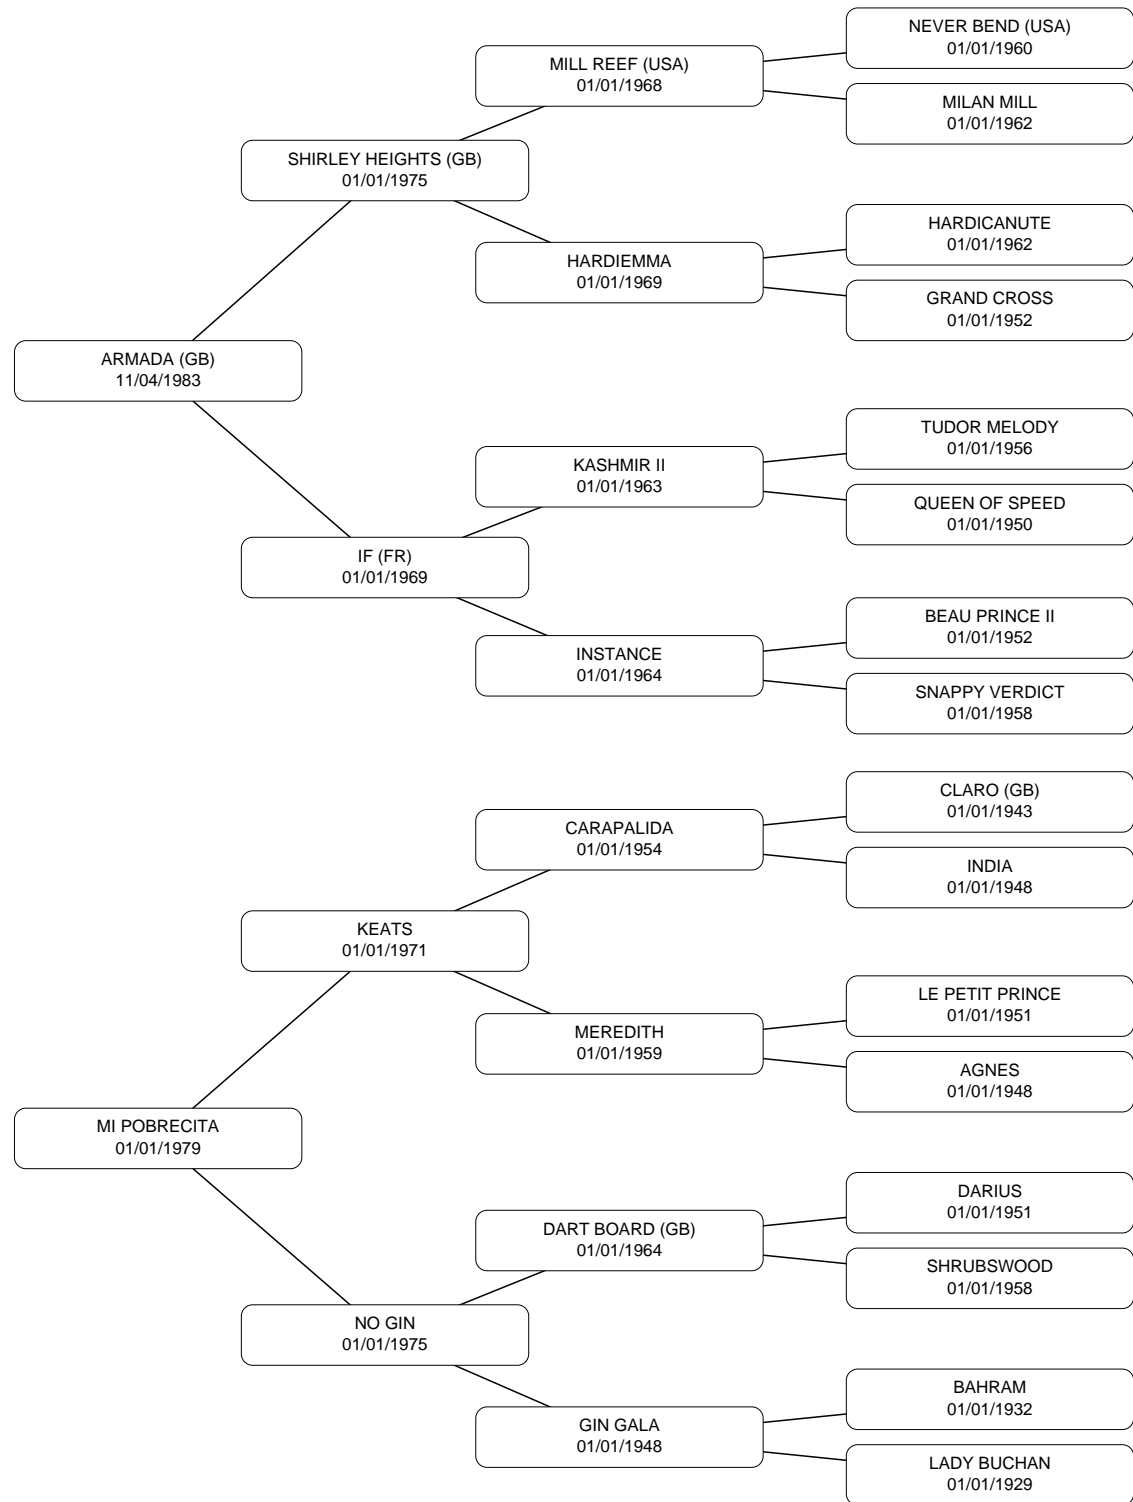 NEVER BEND (USA)
01/01/1960
MILL REEF (USA)
01/01/1968
MILAN MILL
01/01/1962
SHIRLEY HEIGHTS (GB)
01/01/1975
HARDICANUTE
01/01/1962
HARDIEMMA
01/01/1969
GRAND CROSS
01/01/1952
ARMADA (GB)
11/04/1983
TUDOR MELODY
01/01/1956
KASHMIR II
01/01/1963
QUEEN OF SPEED
01/01/1950
IF (FR)
01/01/1969
BEAU PRINCE II
01/01/1952
INSTANCE
01/01/1964
SNAPPY VERDICT
01/01/1958
CLARO (GB)
01/01/1943
CARAPALIDA
01/01/1954
INDIA
01/01/1948
KEATS
01/01/1971
LE PETIT PRINCE
01/01/1951
MEREDITH
01/01/1959
AGNES
01/01/1948
MI POBRECITA
01/01/1979
DARIUS
01/01/1951
DART BOARD (GB)
01/01/1964
SHRUBSWOOD
01/01/1958
NO GIN
01/01/1975
BAHRAM
01/01/1932
GIN GALA
01/01/1948
LADY BUCHAN
01/01/1929